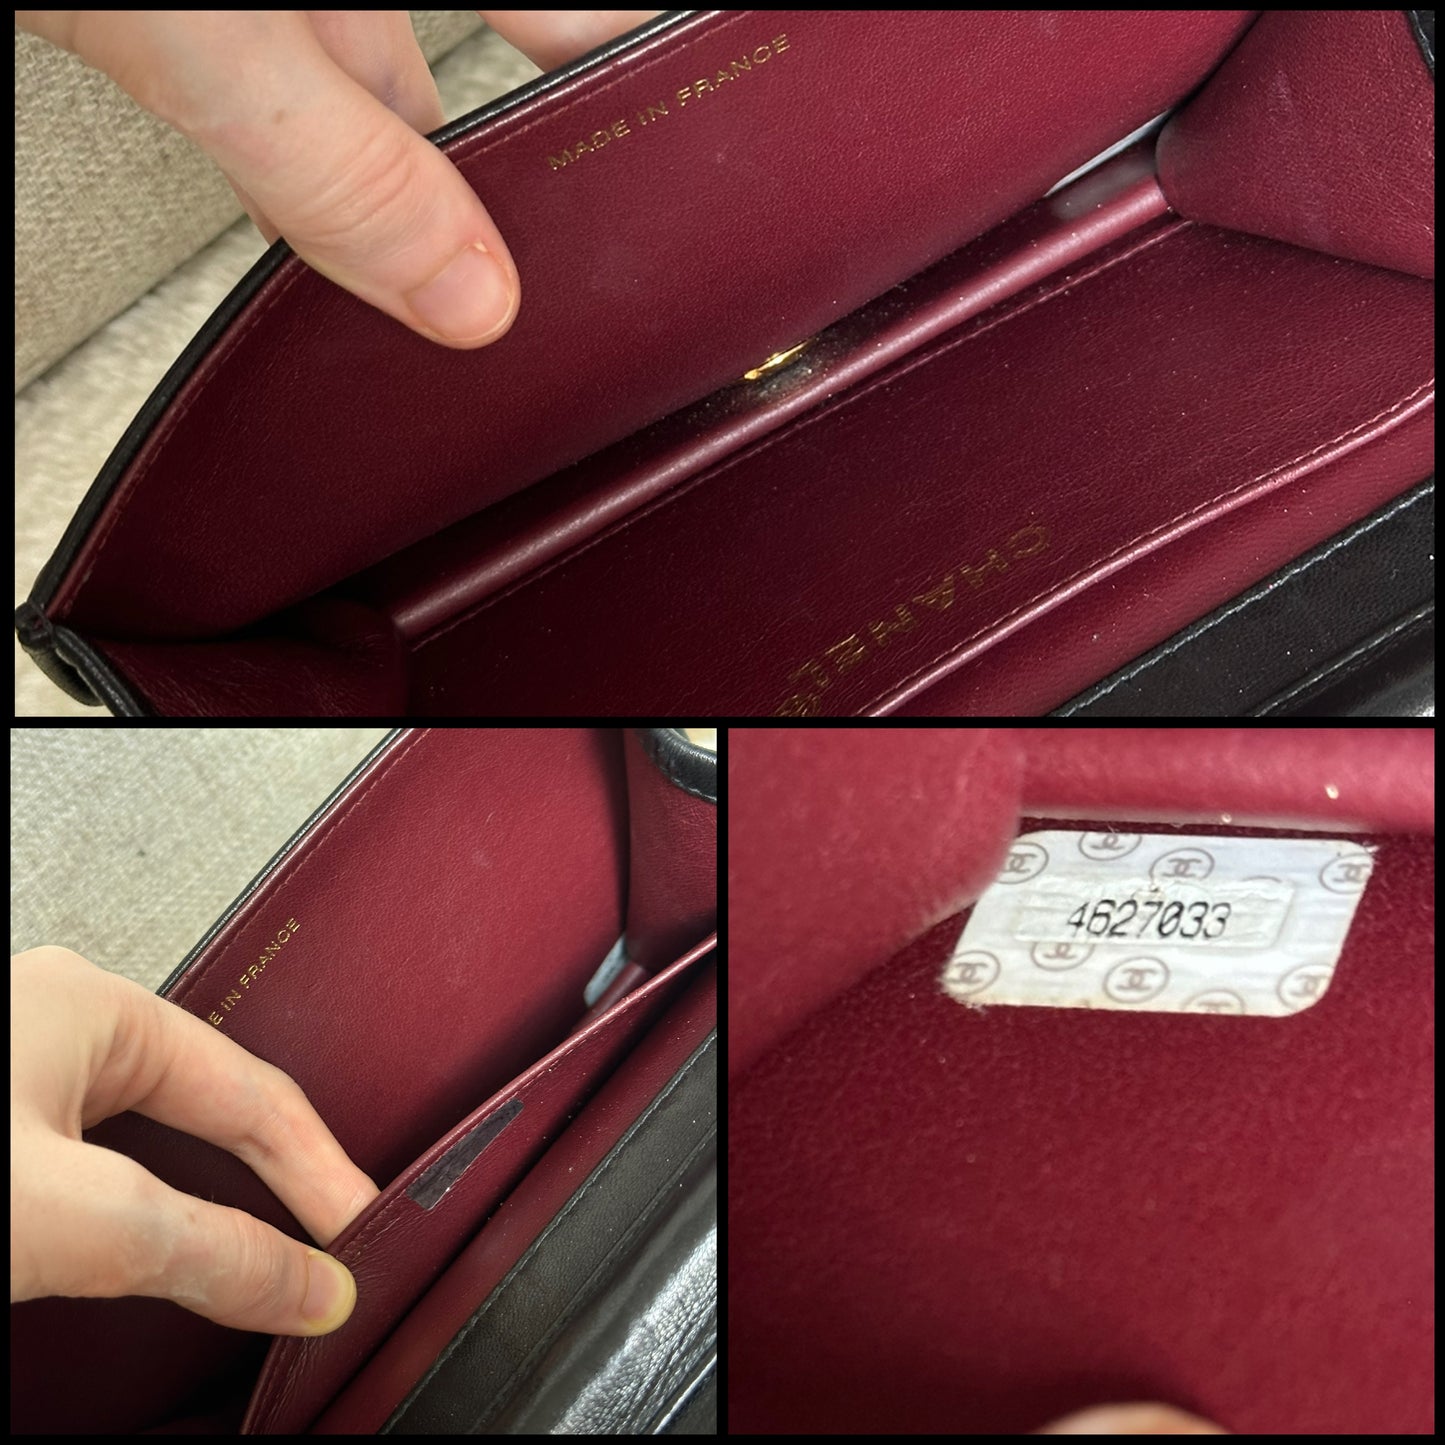 MADE IN FRANCE
CHANEL
E IN FRANCE
4627033